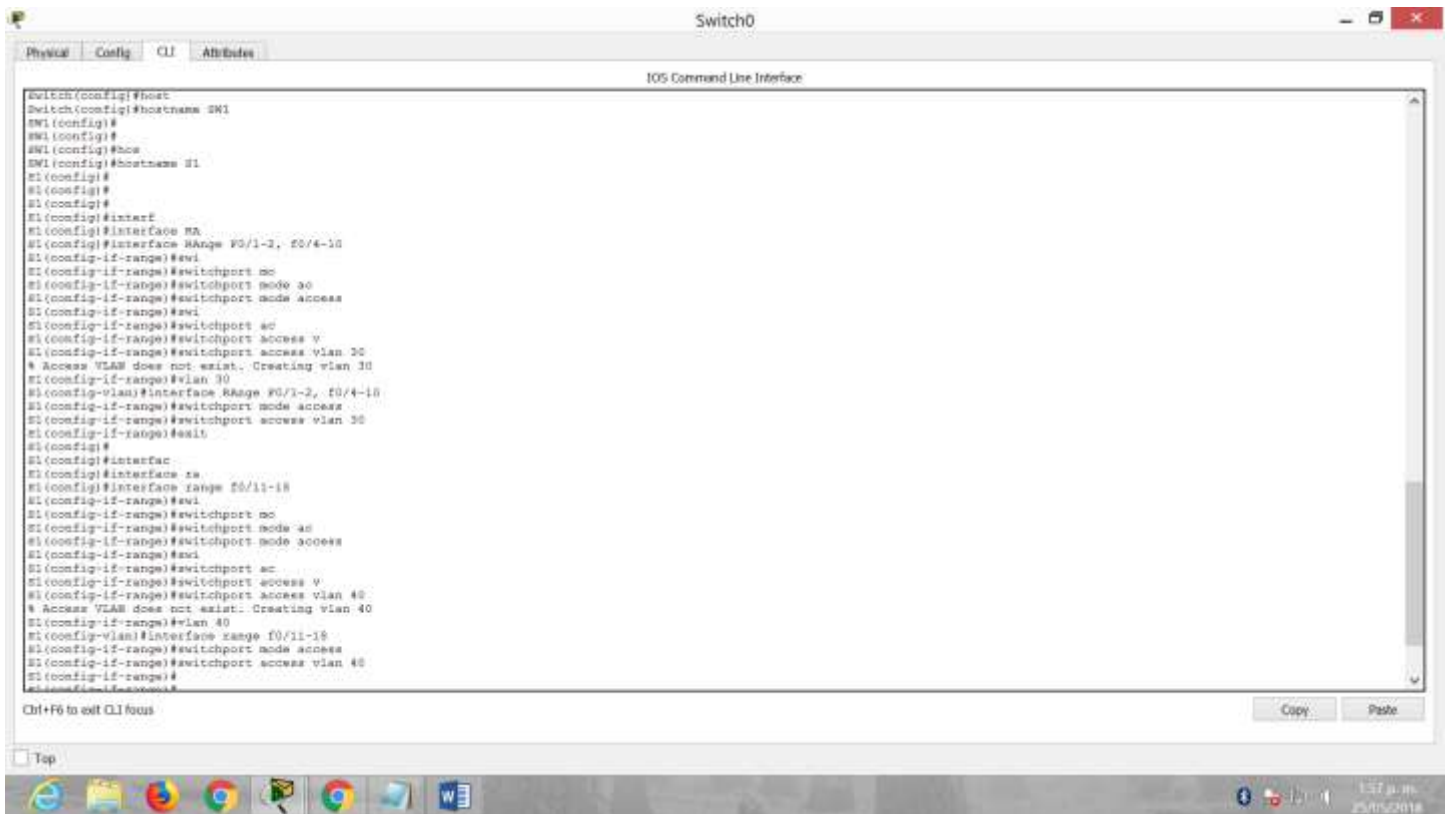 Switch0
Physical Config CLI Attributes
IOS Command Line Interface
Switch(config)#host
Switch(config)#hostname SW1
SW1(config)#
SW1(config)#
SW1(config)#hos
SW1(config)#hostname S1
S1(config)#
S1(config)#
S1(config)#
S1(config)#interf
S1(config)#interface RA
S1(config)#interface RAnge F0/1-2, f0/4-10
S1(config-if-range)#swi
S1(config-if-range)#switchport mo
S1(config-if-range)#switchport mode ac
S1(config-if-range)#switchport mode access
S1(config-if-range)#swi
S1(config-if-range)#switchport ac
S1(config-if-range)#switchport access v
S1(config-if-range)#switchport access vlan 30
% Access VLAN does not exist. Creating vlan 30
S1(config-if-range)#vlan 30
S1(config-vlan)#interface RAnge F0/1-2, f0/4-10
S1(config-if-range)#switchport mode access
S1(config-if-range)#switchport access vlan 30
S1(config-if-range)#exit
S1(config)#
S1(config)#interfac
S1(config)#interface ra
S1(config)#interface range f0/11-18
S1(config-if-range)#swi
S1(config-if-range)#switchport mo
S1(config-if-range)#switchport mode ac
S1(config-if-range)#switchport mode access
S1(config-if-range)#swi
S1(config-if-range)#switchport ac
S1(config-if-range)#switchport access v
S1(config-if-range)#switchport access vlan 40
% Access VLAN does not exist. Creating vlan 40
S1(config-if-range)#vlan 40
S1(config-vlan)#interface range f0/11-18
S1(config-if-range)#switchport mode access
S1(config-if-range)#switchport access vlan 40
S1(config-if-range)#
S1(config-if-range)#
Ctrl+F6 to exit CLI focus
Copy Paste
Top
1:57 p. m.
25/05/2018